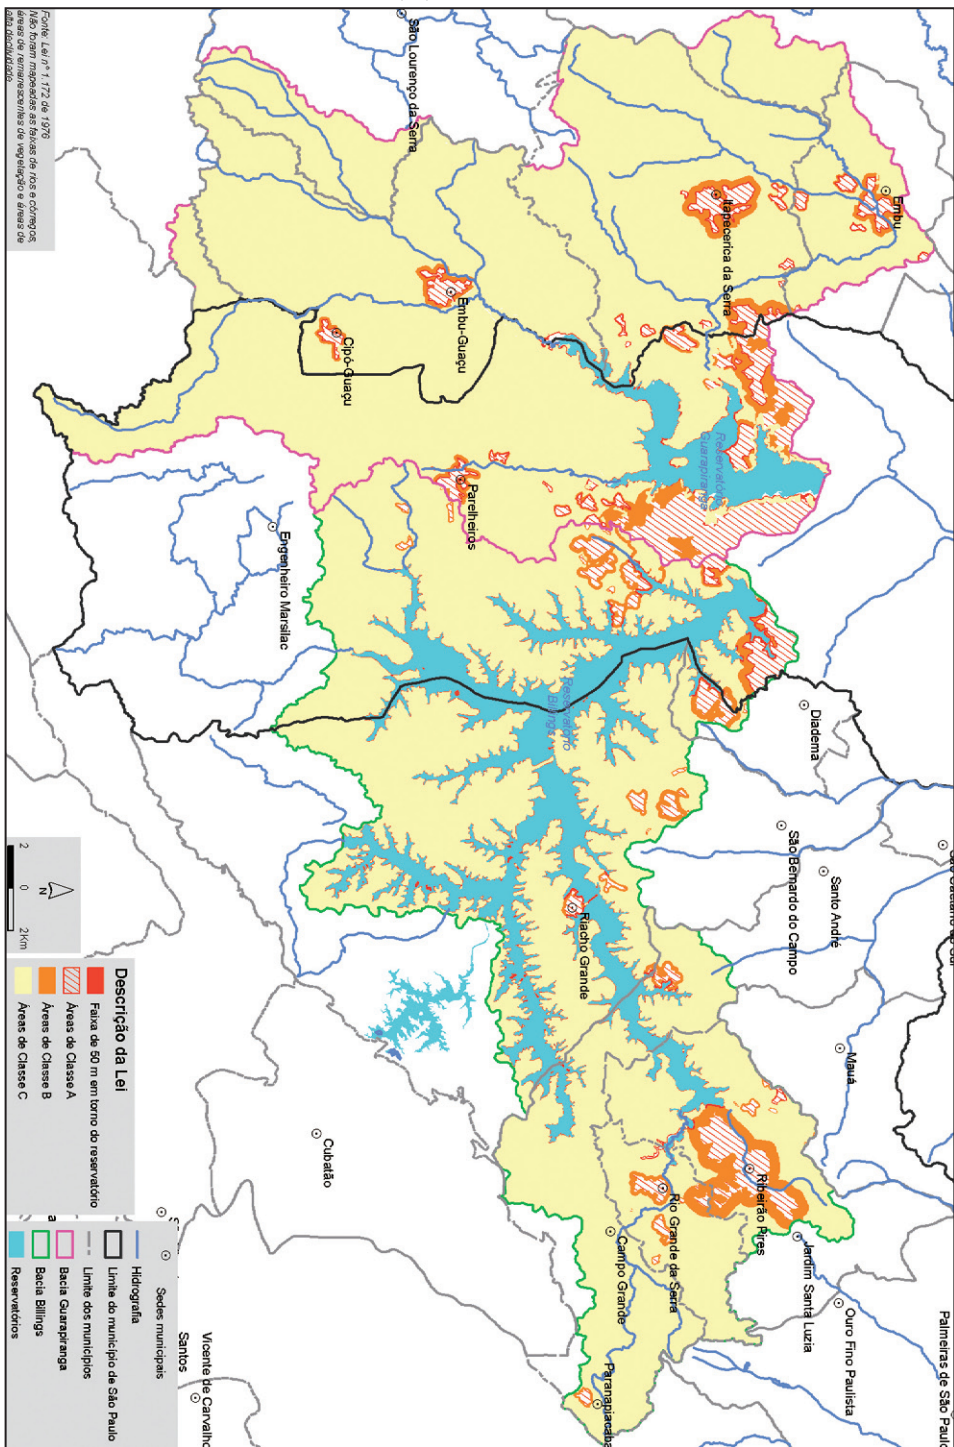 São Lourenço da Serra
Embu
Itapecerica da Serra
Embu-Guaçu
Cipó-Guaçu
Reservatório
Guarapiranga
Parelheiros
Engenheiro Marsilac
Reservatório
Billings
Diadema
São Bernardo do Campo
Santo André
Riacho Grande
Mauá
Ribeirão Pires
Rio Grande da Serra
Campo Grande
Jardim Santa Luzia
Ouro Fino Paulista
Palmeiras de São Paulo
Paranapiacaba
Cubatão
Santos
Vicente de Carvalho
Fonte: Lei nº 1.172 de 1976
Não foram mapeadas as faixas de rios e córregos,
áreas de remanescentes de vegetação e áreas de
alta declividade
N
2 0 2 Km
Descrição da Lei
Faixa de 50 m em torno do reservatório
Áreas de Classe A
Áreas de Classe B
Áreas de Classe C
Sedes municipais
Hidrografia
Limite do município de São Paulo
Limite dos municípios
Bacia Guarapiranga
Bacia Billings
Reservatórios